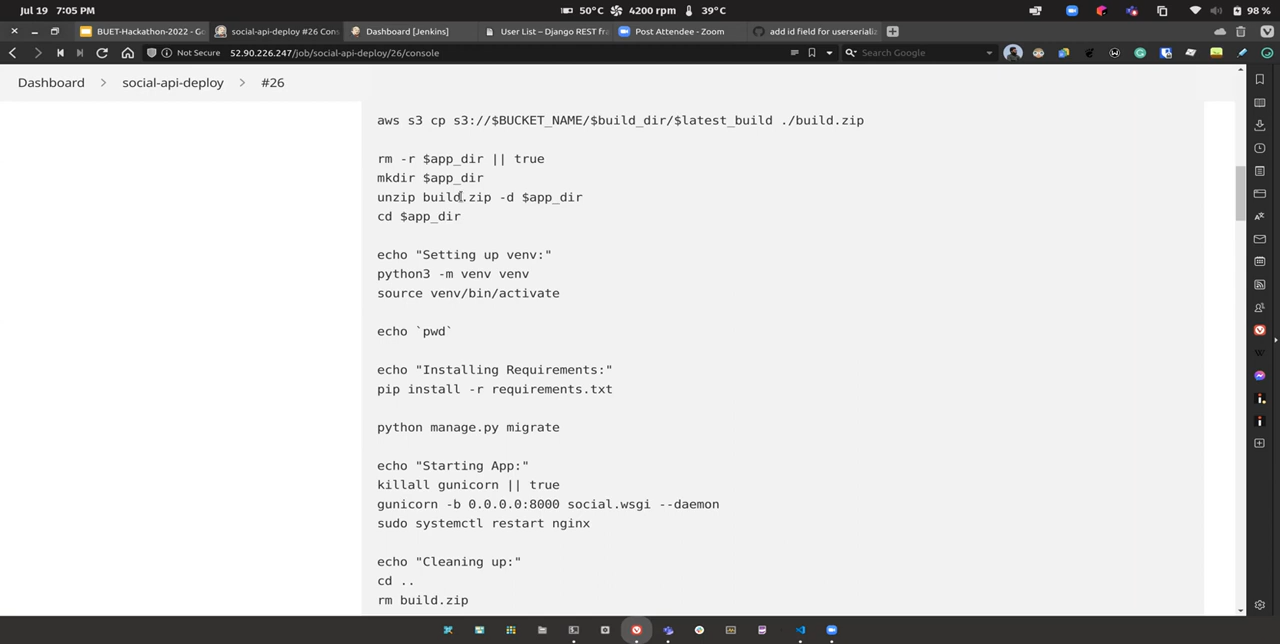 Jul 19 7:05 PM
50°C 4200 rpm 39°C
98 %
BUET-Hackathon-2022 - Go
social-api-deploy #26 Cons
Dashboard [Jenkins]
User List – Django REST fra
Post Attendee - Zoom
add id field for userserializ
Not Secure 52.90.226.247/job/social-api-deploy/26/console
Search Google
Dashboard > social-api-deploy > #26
aws s3 cp s3://$BUCKET_NAME/$build_dir/$latest_build ./build.zip
rm -r $app_dir || true
mkdir $app_dir
unzip build.zip -d $app_dir
cd $app_dir
echo "Setting up venv:"
python3 -m venv venv
source venv/bin/activate
echo `pwd`
echo "Installing Requirements:"
pip install -r requirements.txt
python manage.py migrate
echo "Starting App:"
killall gunicorn || true
gunicorn -b 0.0.0.0:8000 social.wsgi --daemon
sudo systemctl restart nginx
echo "Cleaning up:"
cd ..
rm build.zip